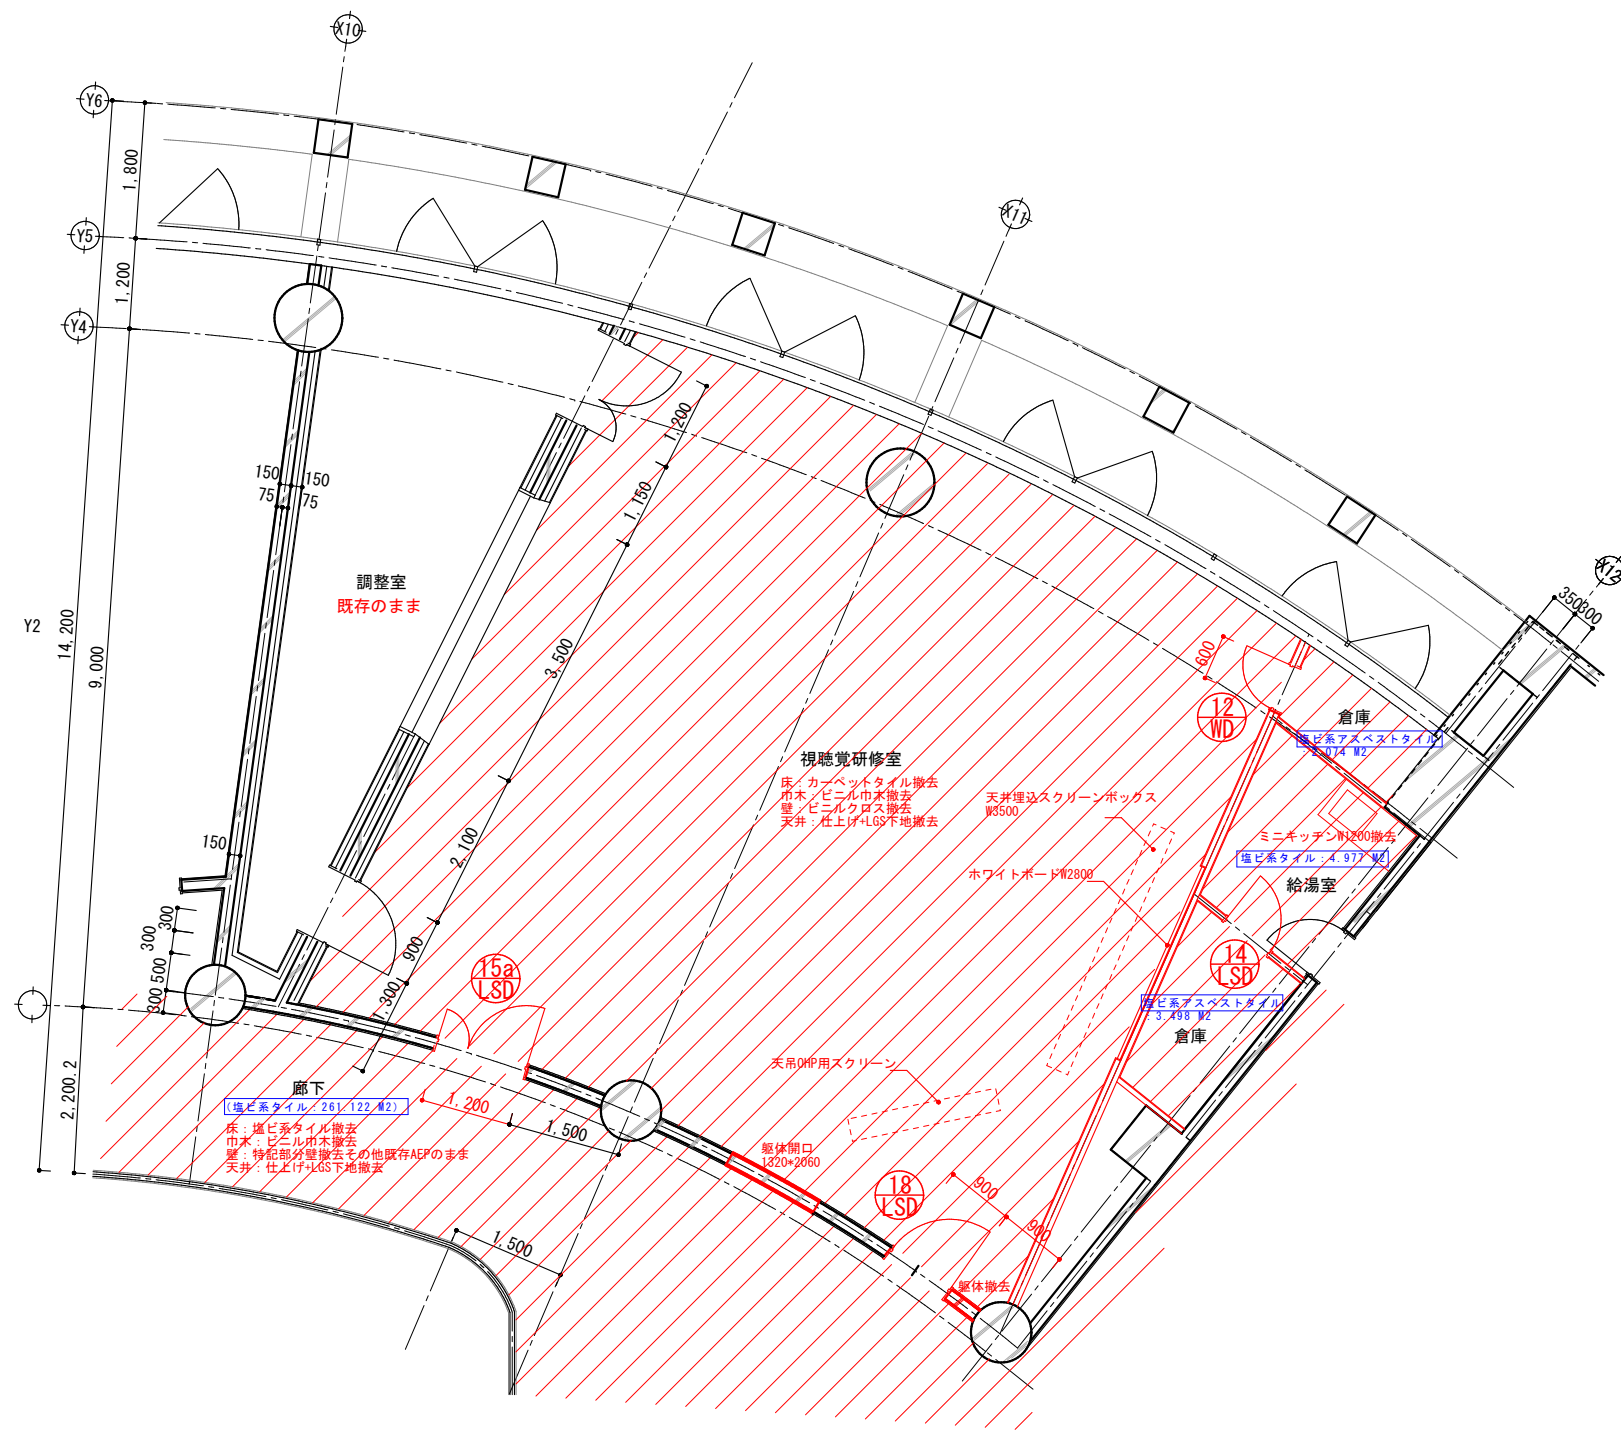 X10
Y6
1,800
Y5
1,200
Y4
X11
X12
350
300
150
150
75
75
1,200
1,150
調整室
既存のまま
3,500
Y2
14,200
9,000
600
12
WD
倉庫
塩ビ系アスベストタイル
視聴覚研修室
床：カーペットタイル撤去
巾木：ビニル巾木撤去
壁：ビニルクロス撤去
天井：仕上げ+LGS下地撤去
天井埋込スクリーンボックス
W3500
ミニキッチンW1200撤去
塩ビ系タイル：4.977 M2
給湯室
ホワイトボードW2800
150
2,100
300
300
500
300
900
1,300
15a
LSD
14
LSD
塩ビ系アスベストタイル
：3.498 M2
倉庫
天吊OHP用スクリーン
2,200.2
廊下
(塩ビ系タイル：261.122 M2)
床：塩ビ系タイル撤去
巾木：ビニル巾木撤去
壁：特記部分壁撤去その他既存AEPのまま
天井：仕上げ+LGS下地撤去
1,200
1,500
躯体開口
1320*2060
18
LSD
900
900
1,500
躯体撤去